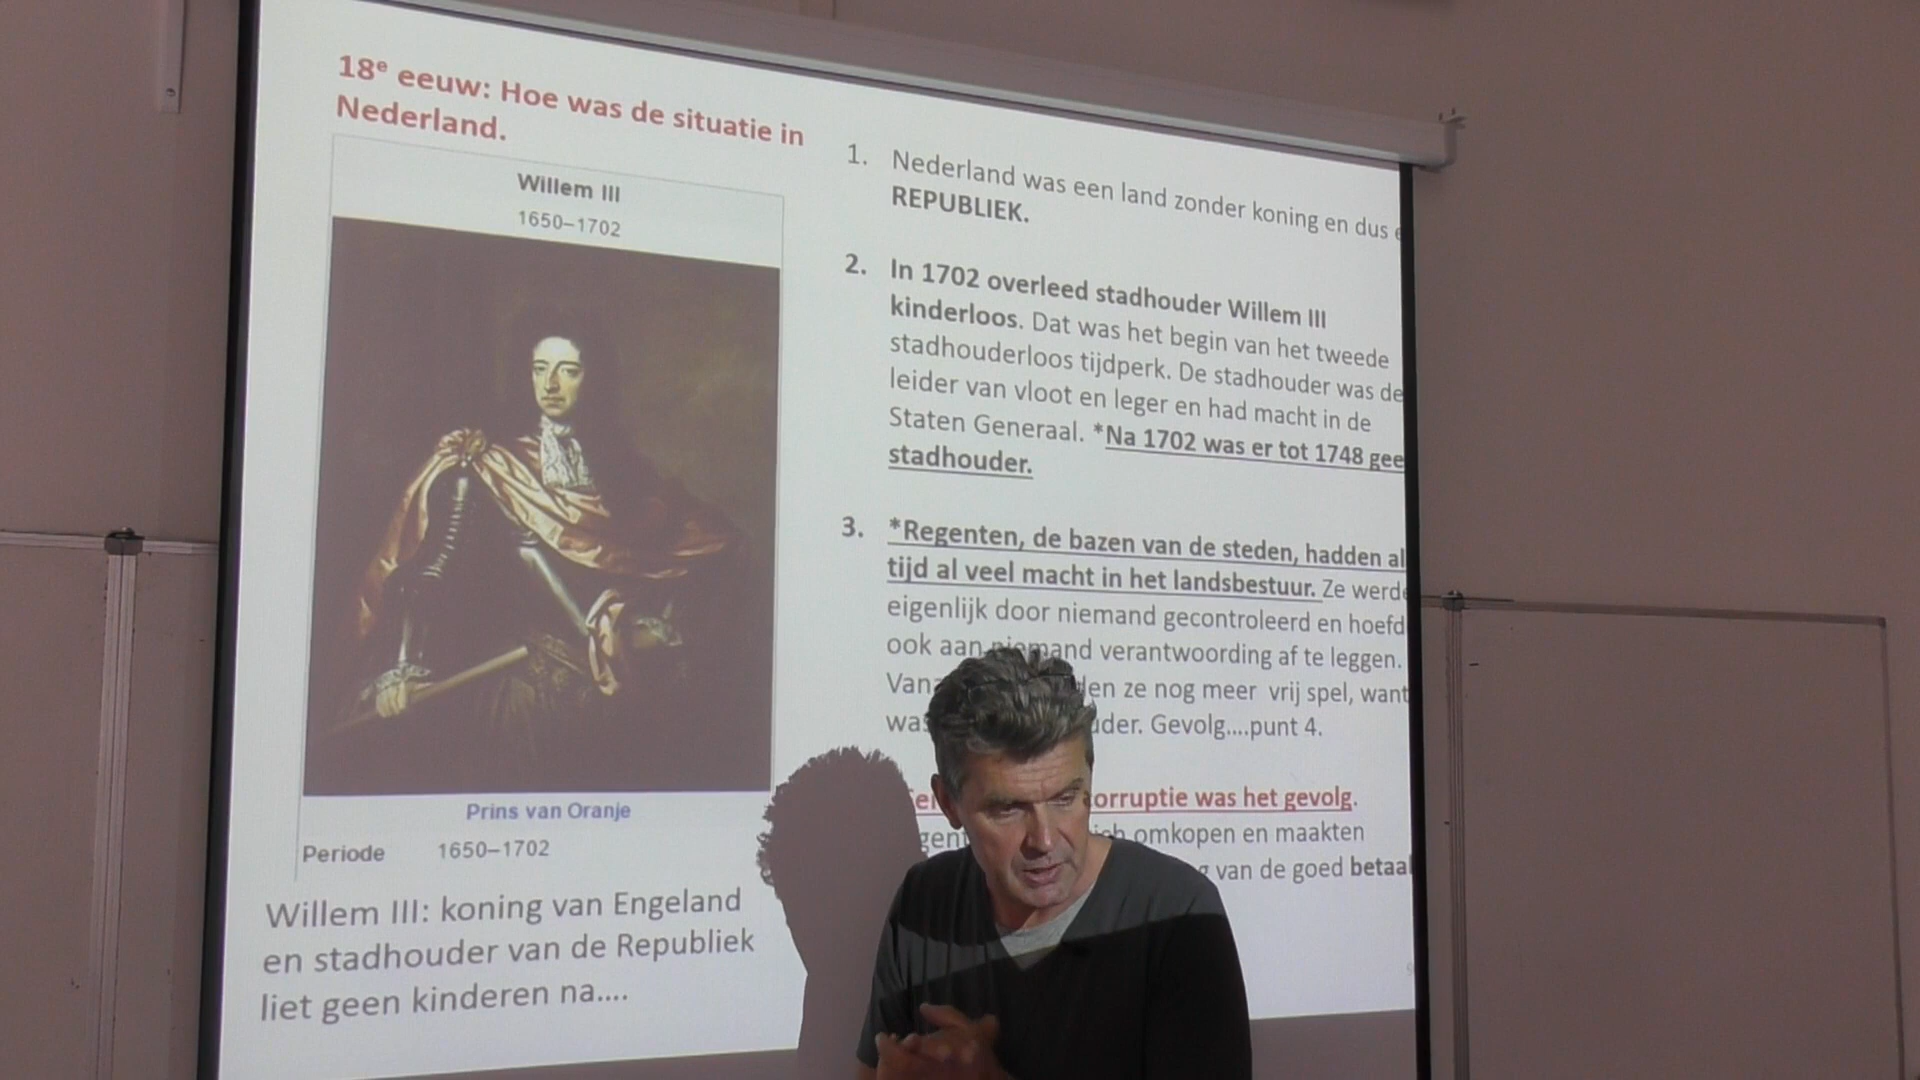 18e eeuw: Hoe was de situatie in
Nederland.
Willem III
1650–1702
Prins van Oranje
Periode 1650–1702
Willem III: koning van Engeland
en stadhouder van de Republiek
liet geen kinderen na....
1. Nederland was een land zonder koning en dus
REPUBLIEK.
2. In 1702 overleed stadhouder Willem III
kinderloos. Dat was het begin van het tweede
stadhouderloos tijdperk. De stadhouder was de
leider van vloot en leger en had macht in de
Staten Generaal. *Na 1702 was er tot 1748 gee
stadhouder.
3. *Regenten, de bazen van de steden, hadden al
tijd al veel macht in het landsbestuur. Ze werde
eigenlijk door niemand gecontroleerd en hoefd
ook aan niemand verantwoording af te leggen.
den ze nog meer vrij spel, want
was der. Gevolg....punt 4.
orruptie was het gevolg.
omkopen en maakten
van de goed betaal